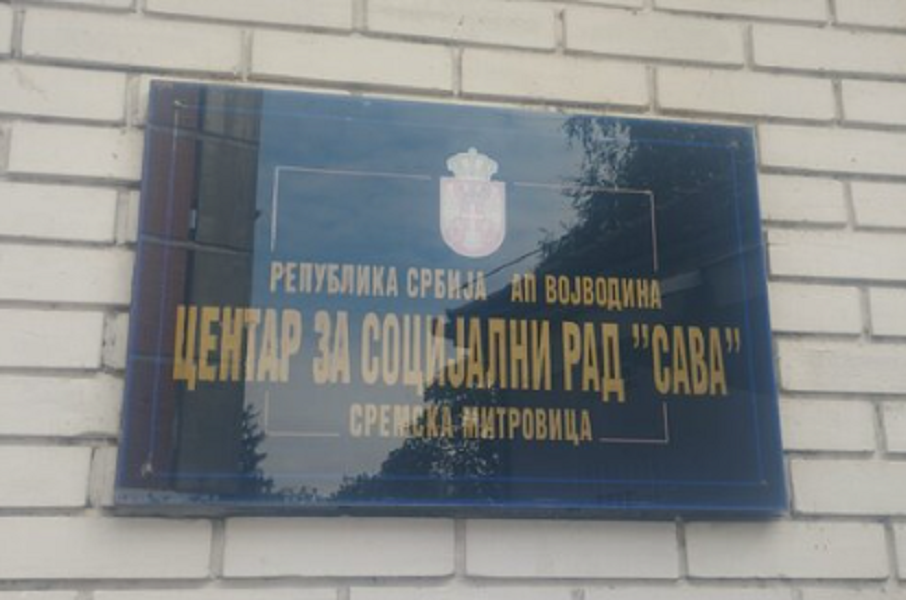 РЕПУБЛИКА СРБИЈА АП ВОЈВОДИНА
ЦЕНТАР ЗА СОЦИЈАЛНИ РАД "САВА"
СРЕМСКА МИТРОВИЦА